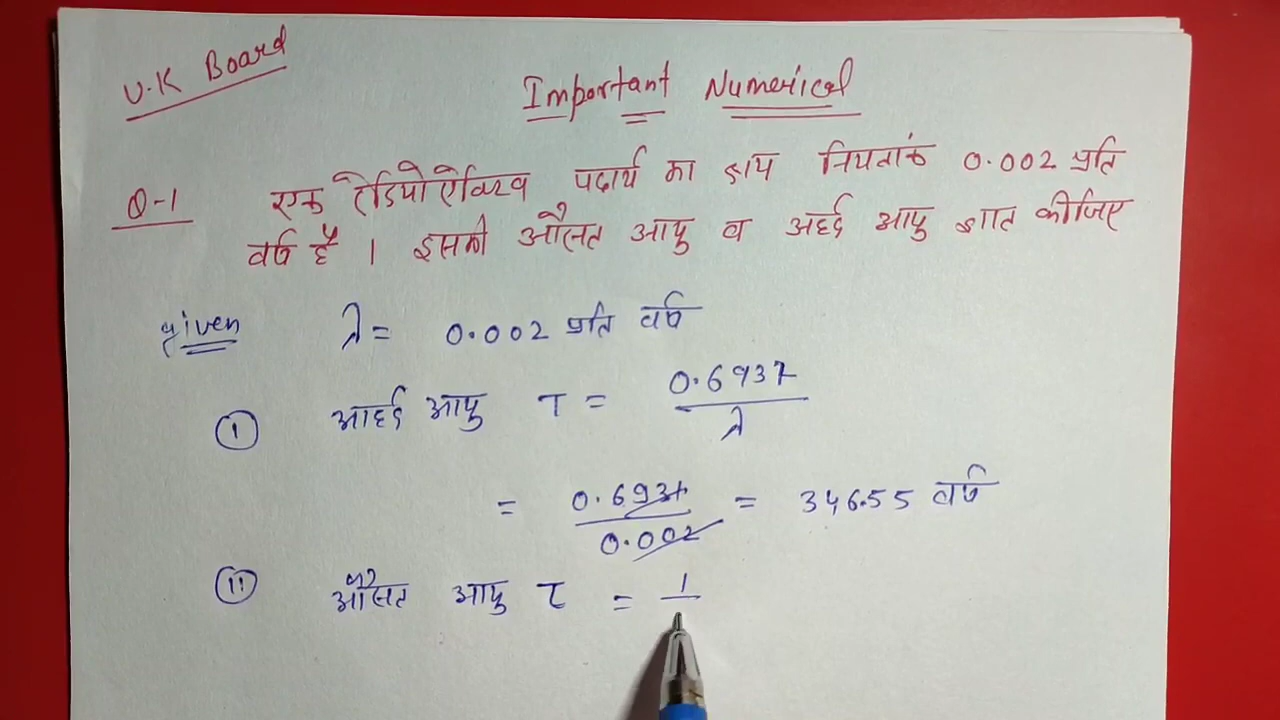 U.K Board
Important Numerical
Q-1 एक रेडियोऐक्टिव पदार्थ का क्षय नियतांक 0.002 प्रति
वर्ष है । इसकी औसत आयु व अर्द्ध आयु ज्ञात कीजिए
given λ = 0.002 प्रति वर्ष
(i) आर्द्ध आयु T = 0.6931 / λ
= 0.6931 / 0.002 = 346.55 वर्ष
(ii) औसत आयु τ = 1